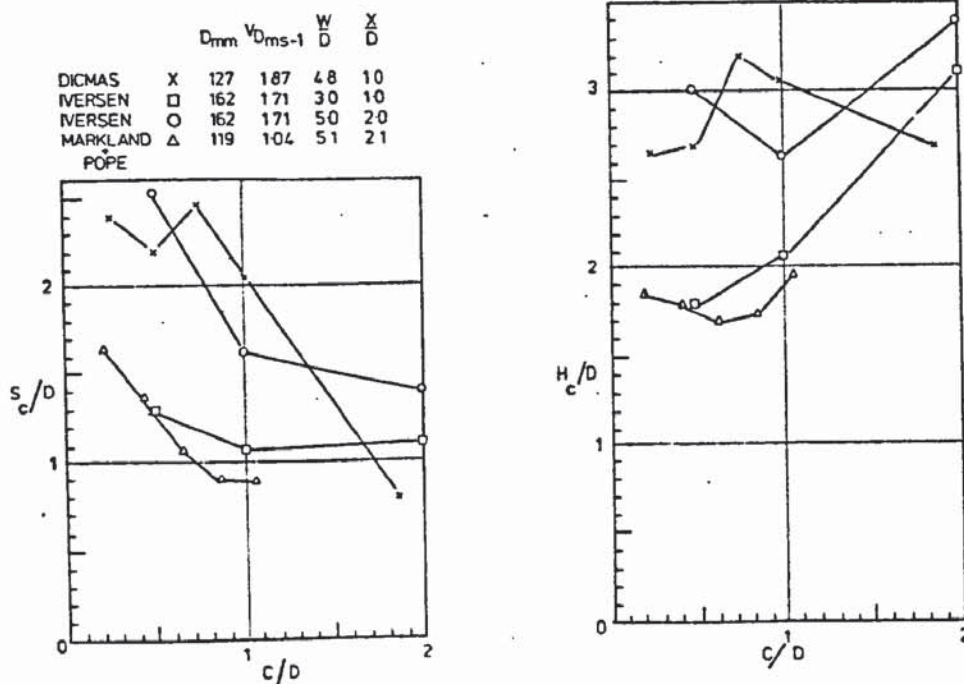 Dmm VDms-1 W/D X/D
DICMAS X 127 1.87 4.8 1.0
IVERSEN □ 162 1.71 3.0 1.0
IVERSEN O 162 1.71 5.0 2.0
MARKLAND + POPE Δ 119 1.04 5.1 2.1
2
Sc/D
1
0
1
2
C/D
3
2
Hc/D
1
0
1
2
C/D